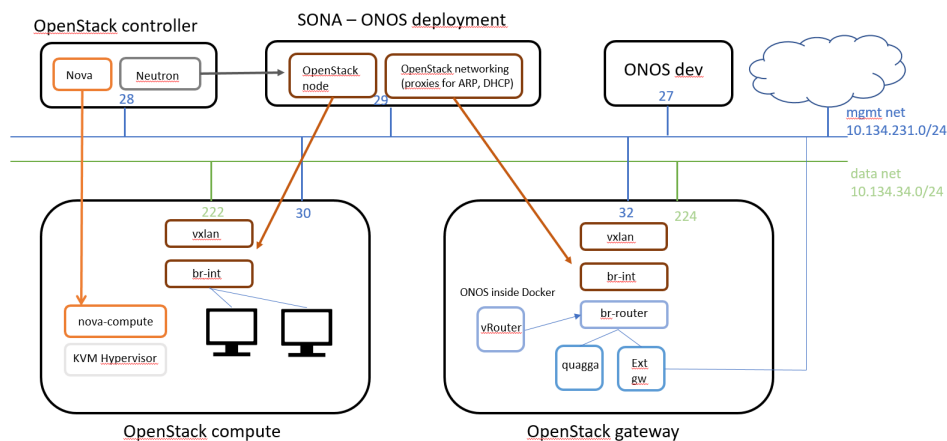 OpenStack controller
SONA – ONOS deployment
Nova
Neutron
28
OpenStack
node
OpenStack networking
(proxies for ARP, DHCP)
29
ONOS dev
27
mgmt net
10.134.231.0/24
data net
10.134.34.0/24
222
30
vxlan
br-int
nova-compute
KVM Hypervisor
OpenStack compute
32
224
vxlan
br-int
ONOS inside Docker
vRouter
br-router
quagga
Ext
gw
OpenStack gateway